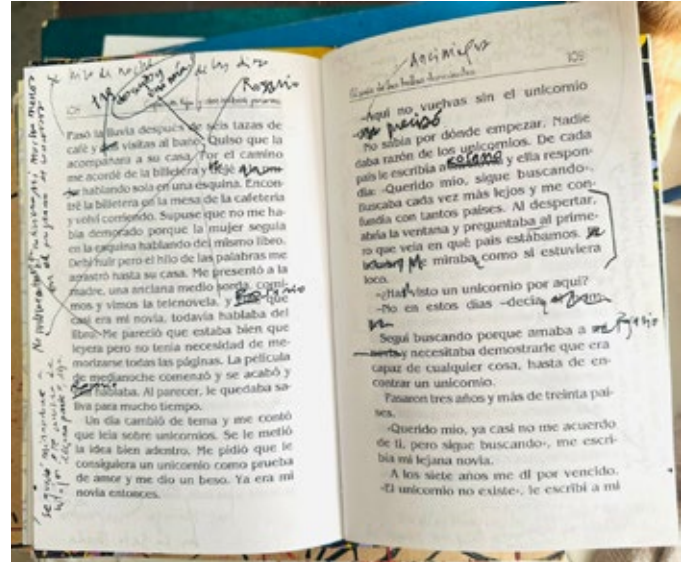 se hizo de noche
de los dias
Rosario
Pasó la lluvia después de seis tazas de
café y dos visitas al baño. Quiso que la
acompañara a su casa. Por el camino
me acordé de la billetera y dejé
hablando sola en una esquina. Encon-
tré la billetera en la mesa de la cafetería
y volví corriendo. Supuse que no me ha-
bía demorado porque la mujer seguía
en la esquina hablando del mismo libro.
Debí huir pero el hilo de las palabras me
arrastró hasta su casa. Me presentó a la
madre, una anciana medio sorda, comi-
mos y vimos la telenovela, y que
casi era mi novia, todavía hablaba del
libro. Me pareció que estaba bien que
leyera pero no tenía necesidad de me-
morizarse todas las páginas. La película
de medianoche comenzó y se acabó y
Rosario hablaba. Al parecer, le quedaba sa-
liva para mucho tiempo.
Un día cambió de tema y me contó
que leía sobre unicornios. Se le metió
la idea bien adentro. Me pidió que le
consiguiera un unicornio como prueba
de amor y me dio un beso. Ya era mi
novia entonces.
109
-Aquí no vuelvas sin el unicornio
precisó
No sabía por dónde empezar. Nadie
daba razón de los unicornios. De cada
país le escribía a Rosario y ella respon-
día: «Querido mío, sigue buscando».
Buscaba cada vez más lejos y me con-
fundía con tantos países. Al despertar,
abría la ventana y preguntaba al prime-
ro que veía en qué país estábamos.
Me miraba como si estuviera
loco.
-¿Ha visto un unicornio por aquí?
-No en estos días -decía
Seguí buscando porque amaba a Rosario
y necesitaba demostrarle que era
capaz de cualquier cosa, hasta de en-
contrar un unicornio.
Pasaron tres años y más de treinta paí-
ses.
«Querido mío, ya casi no me acuerdo
de ti, pero sigue buscando», me escri-
bía mi lejana novia.
A los siete años me di por vencido.
«El unicornio no existe», le escribí a mi